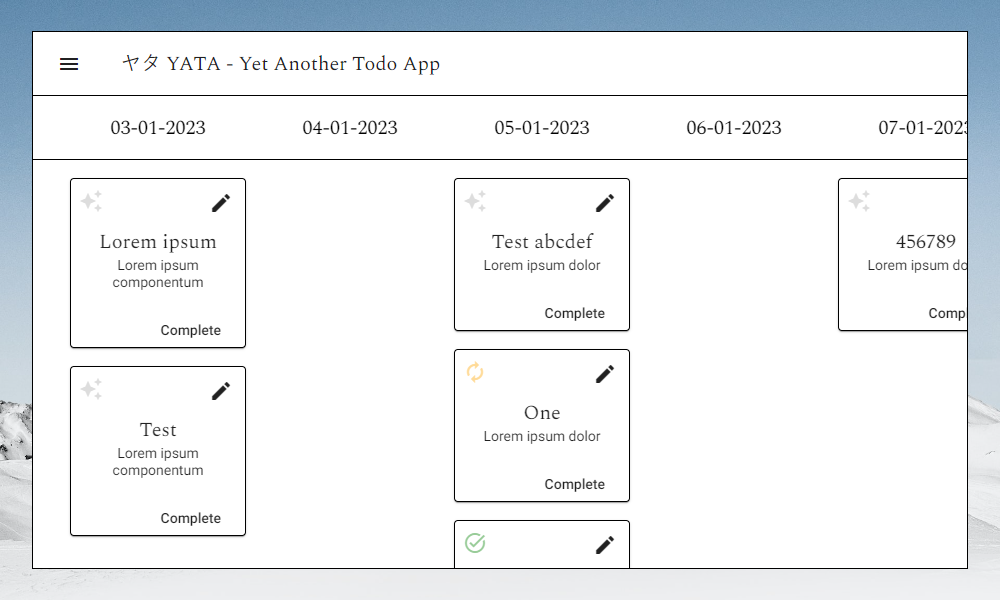 ヤタ YATA - Yet Another Todo App
03-01-2023 04-01-2023 05-01-2023 06-01-2023 07-01-2023
Lorem ipsum
Lorem ipsum
componentum
Complete
Test
Lorem ipsum
componentum
Complete
Test abcdef
Lorem ipsum dolor
Complete
One
Lorem ipsum dolor
Complete
456789
Lorem ipsum do
Comp